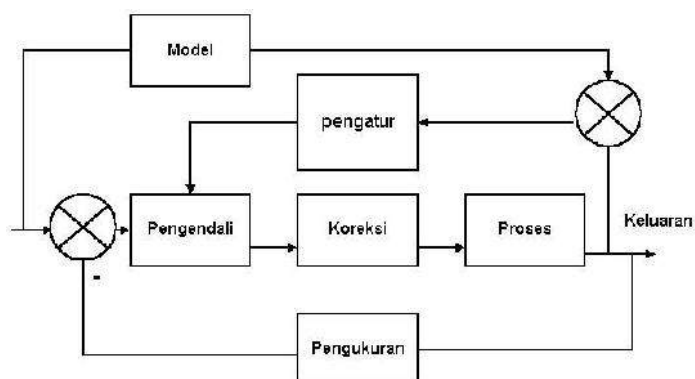 Model
pengatur
Keluaran
Pengendali
Koreksi
Proses
-
Pengukuran